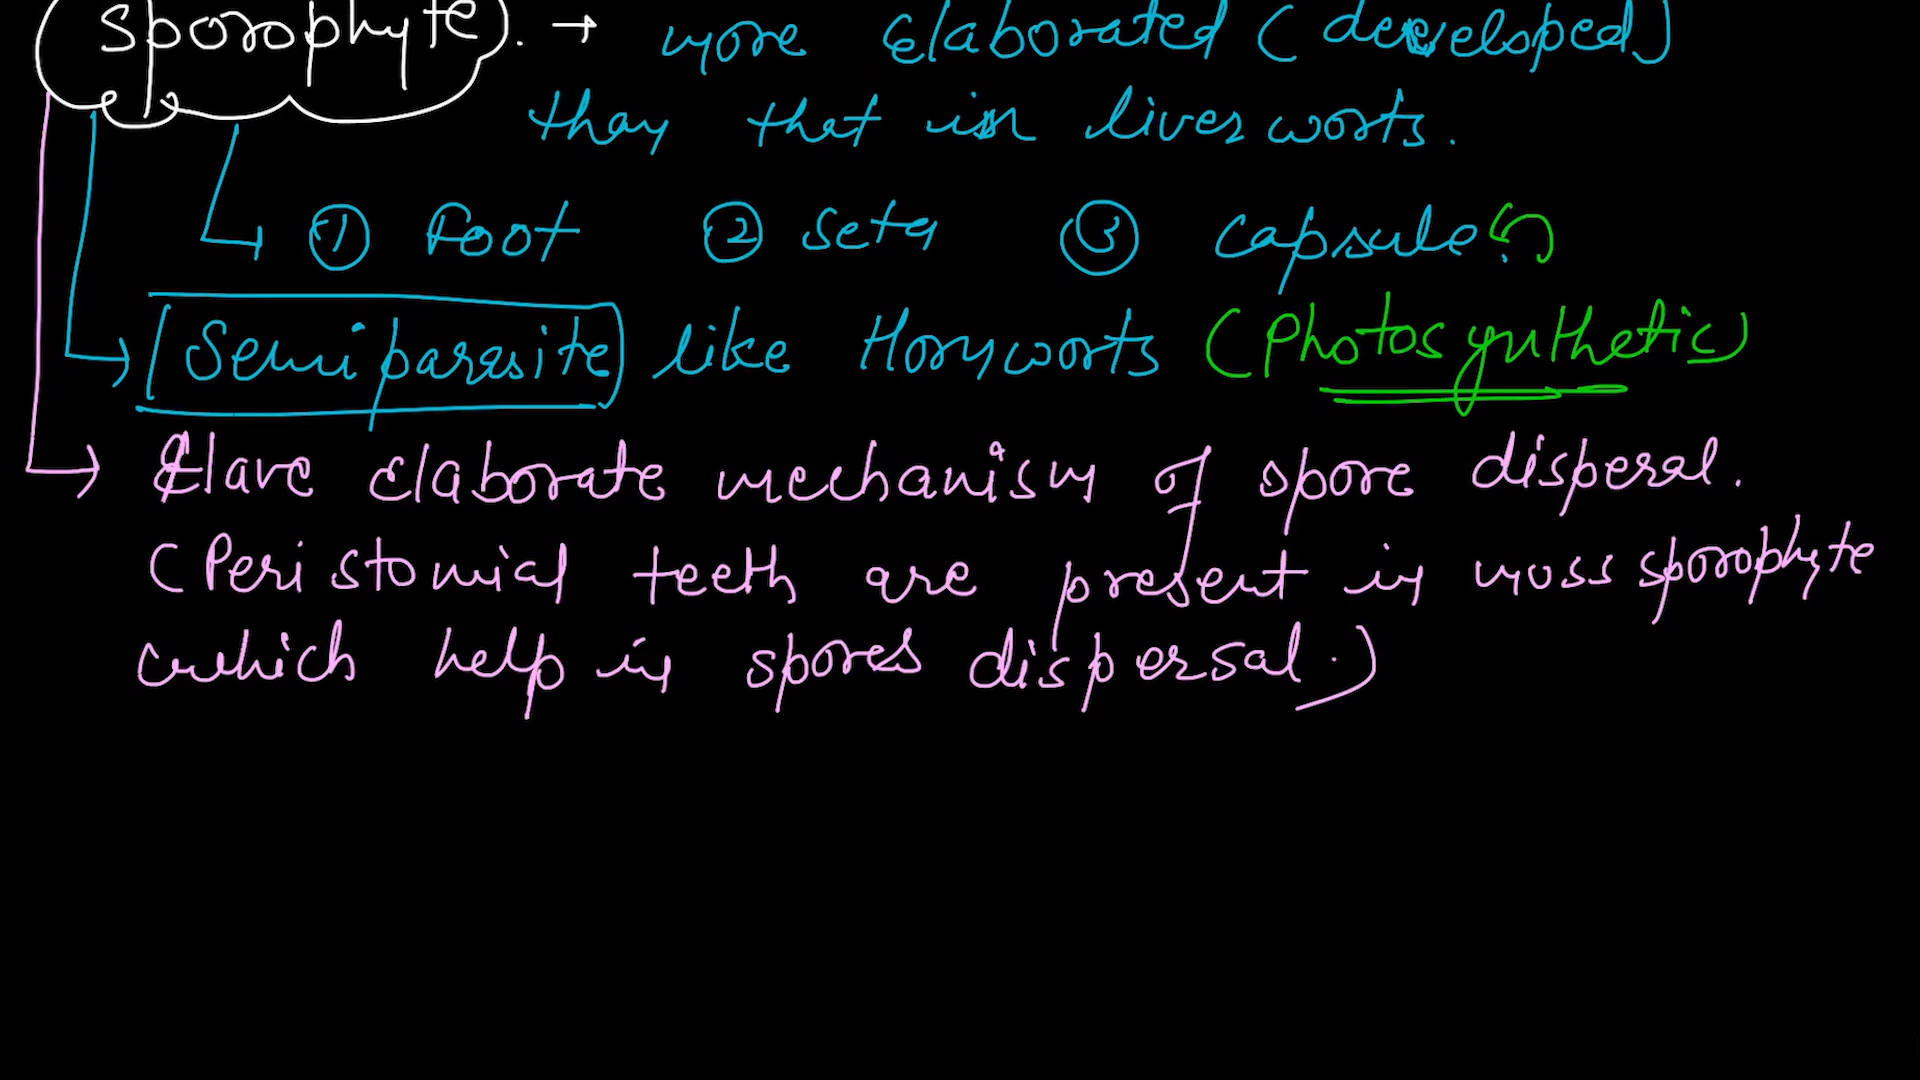 Sporophyte. → more Elaborated (developed)
than that in liverworts.
① Foot ② Seta ③ Capsule.
[Semiparasite] like Hornworts (Photosynthetic)
→ Have Elaborate mechanism of spore disperal.
(Peristomial teeth are present in moss sporophyte
which help in spores dispersal.)